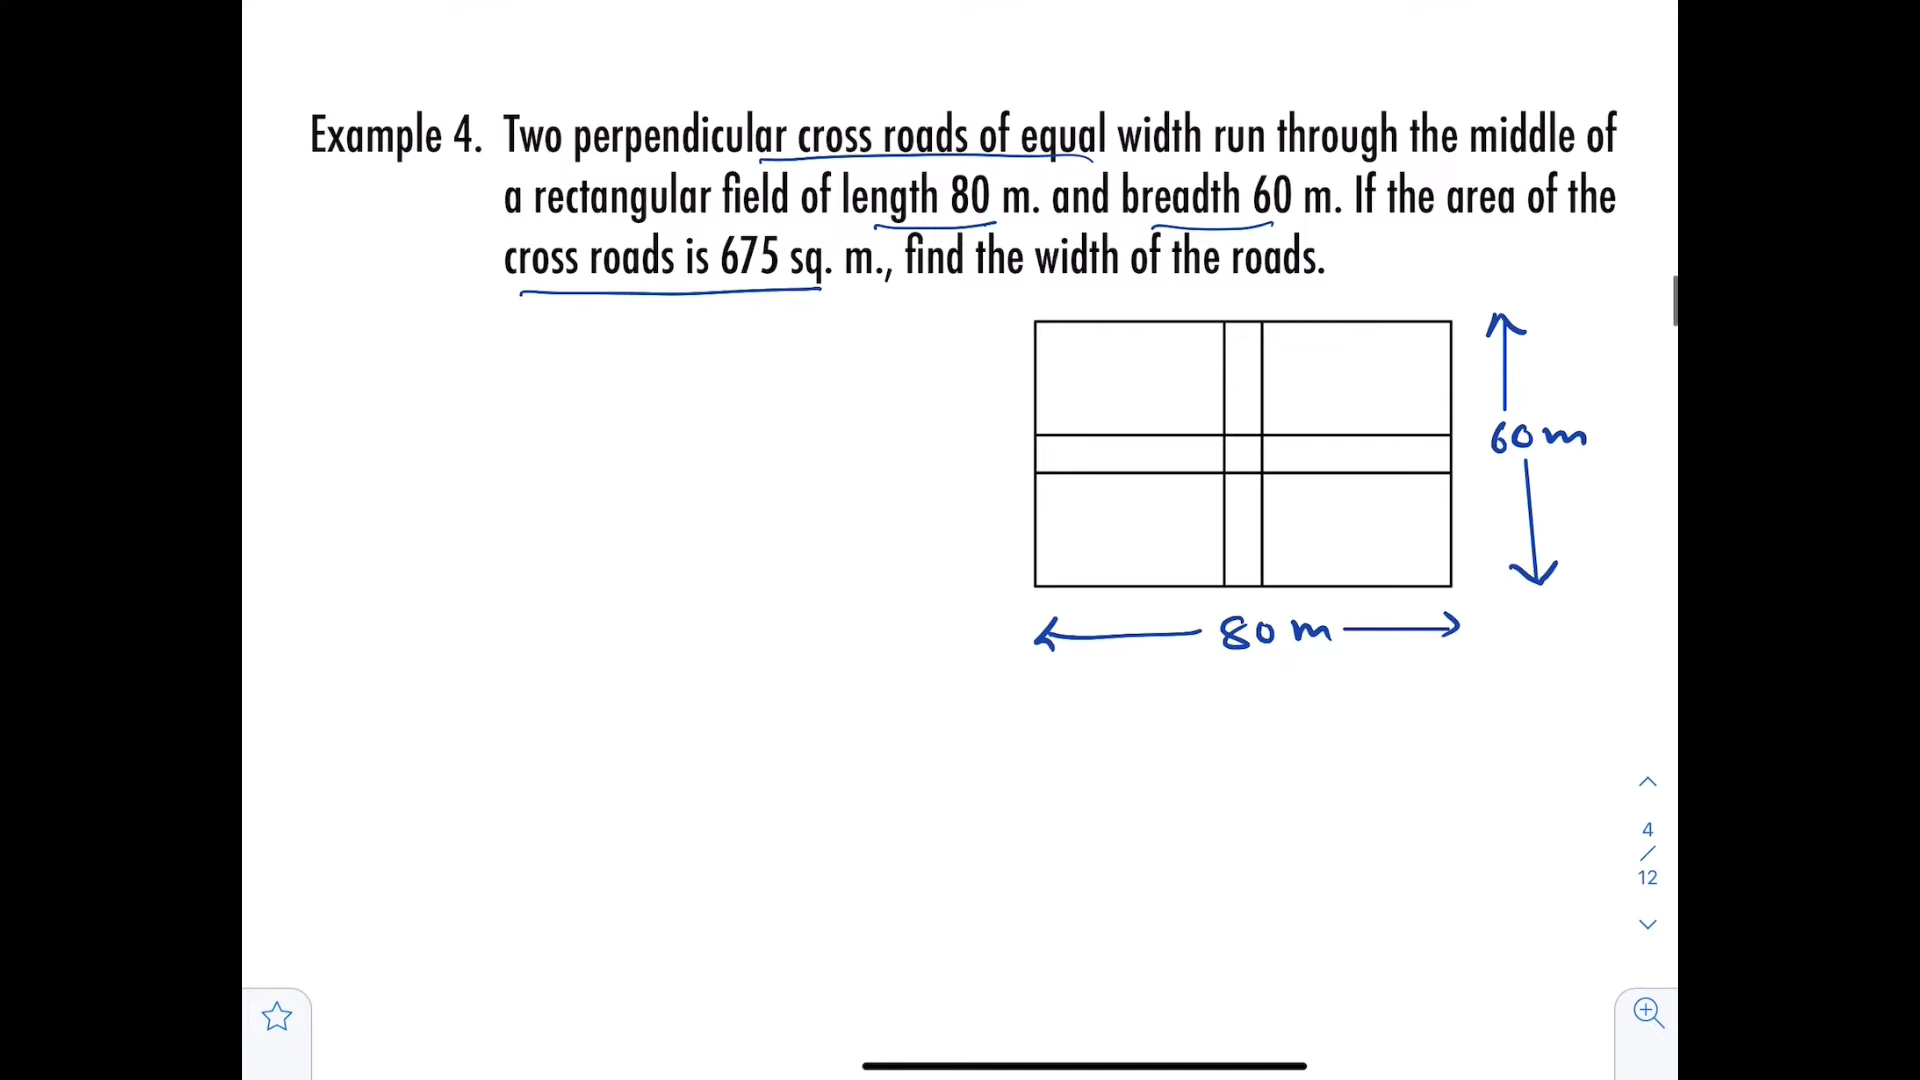 Example 4. Two perpendicular cross roads of equal width run through the middle of
a rectangular field of length 80 m. and breadth 60 m. If the area of the
cross roads is 675 sq. m., find the width of the roads.
60m
80 m
4
/
12